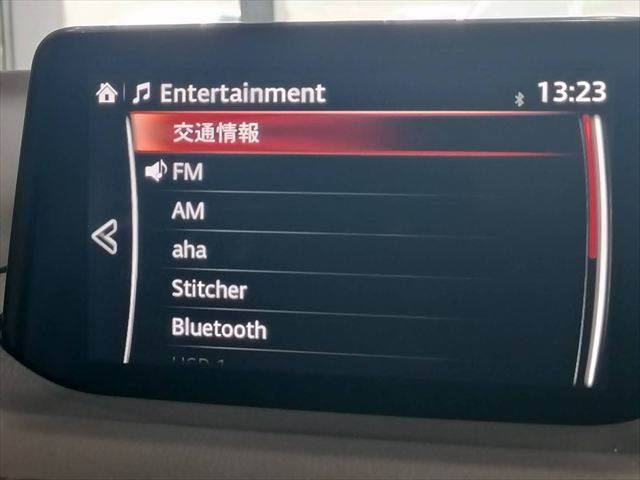 Entertainment 13:23
交通情報
FM
AM
aha
Stitcher
Bluetooth